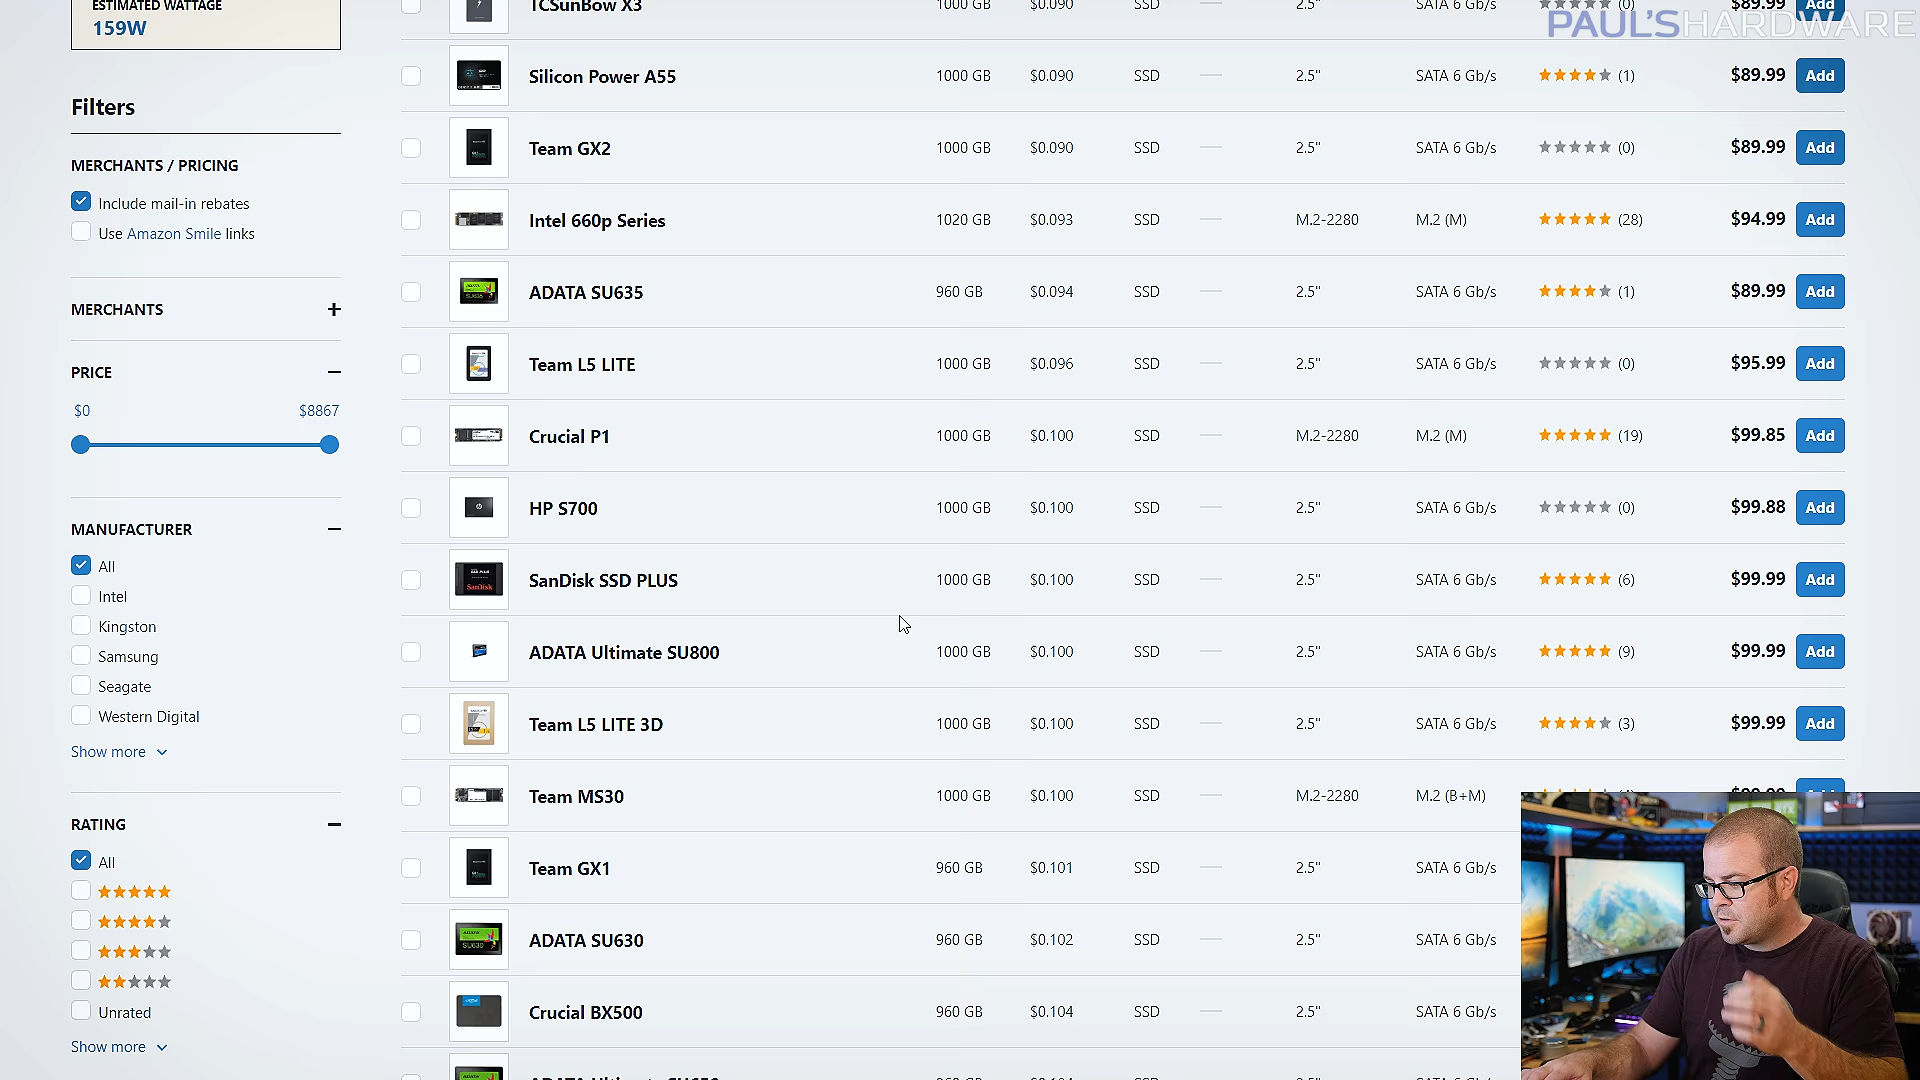 ESTIMATED WATTAGE
159W
Filters
MERCHANTS / PRICING
Include mail-in rebates
Use Amazon Smile links
MERCHANTS
PRICE
$0 $8867
MANUFACTURER
All
Intel
Kingston
Samsung
Seagate
Western Digital
Show more
RATING
All
Unrated
Show more
PAUL'SHARDWARE
TCSunBow X3 1000 GB $0.090 SSD 2.5" SATA 6 Gb/s (0) $89.99 Add
Silicon Power A55 1000 GB $0.090 SSD 2.5" SATA 6 Gb/s (1) $89.99 Add
Team GX2 1000 GB $0.090 SSD 2.5" SATA 6 Gb/s (0) $89.99 Add
Intel 660p Series 1020 GB $0.093 SSD M.2-2280 M.2 (M) (28) $94.99 Add
ADATA SU635 960 GB $0.094 SSD 2.5" SATA 6 Gb/s (1) $89.99 Add
Team L5 LITE 1000 GB $0.096 SSD 2.5" SATA 6 Gb/s (0) $95.99 Add
Crucial P1 1000 GB $0.100 SSD M.2-2280 M.2 (M) (19) $99.85 Add
HP S700 1000 GB $0.100 SSD 2.5" SATA 6 Gb/s (0) $99.88 Add
SanDisk SSD PLUS 1000 GB $0.100 SSD 2.5" SATA 6 Gb/s (6) $99.99 Add
ADATA Ultimate SU800 1000 GB $0.100 SSD 2.5" SATA 6 Gb/s (9) $99.99 Add
Team L5 LITE 3D 1000 GB $0.100 SSD 2.5" SATA 6 Gb/s (3) $99.99 Add
Team MS30 1000 GB $0.100 SSD M.2-2280 M.2 (B+M)
Team GX1 960 GB $0.101 SSD 2.5" SATA 6 Gb/s
ADATA SU630 960 GB $0.102 SSD 2.5" SATA 6 Gb/s
Crucial BX500 960 GB $0.104 SSD 2.5" SATA 6 Gb/s